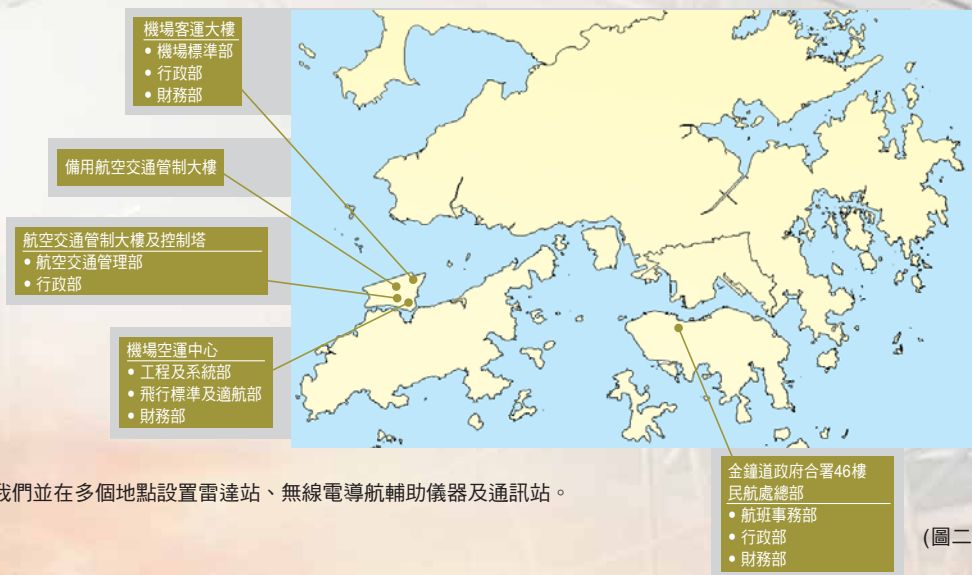 機場客運大樓
• 機場標準部
• 行政部
• 財務部
備用航空交通管制大樓
航空交通管制大樓及控制塔
• 航空交通管理部
• 行政部
機場空運中心
• 工程及系統部
• 飛行標準及適航部
• 財務部
金鐘道政府合署46樓
民航處總部
• 航班事務部
• 行政部
• 財務部
我們並在多個地點設置雷達站、無線電導航輔助儀器及通訊站。
(圖二